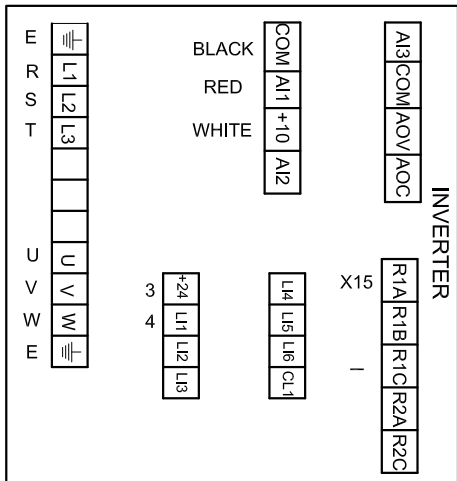 E
R L1
S L2
T L3
U U
V V
W W
E
BLACK COM
RED AI1
WHITE +10
AI2
AI3
COM
AOV
AOC
INVERTER
3 +24
4 LI1
LI2
LI3
LI4
LI5
LI6
CL1
X15 R1A
R1B
R1C
R2A
R2C